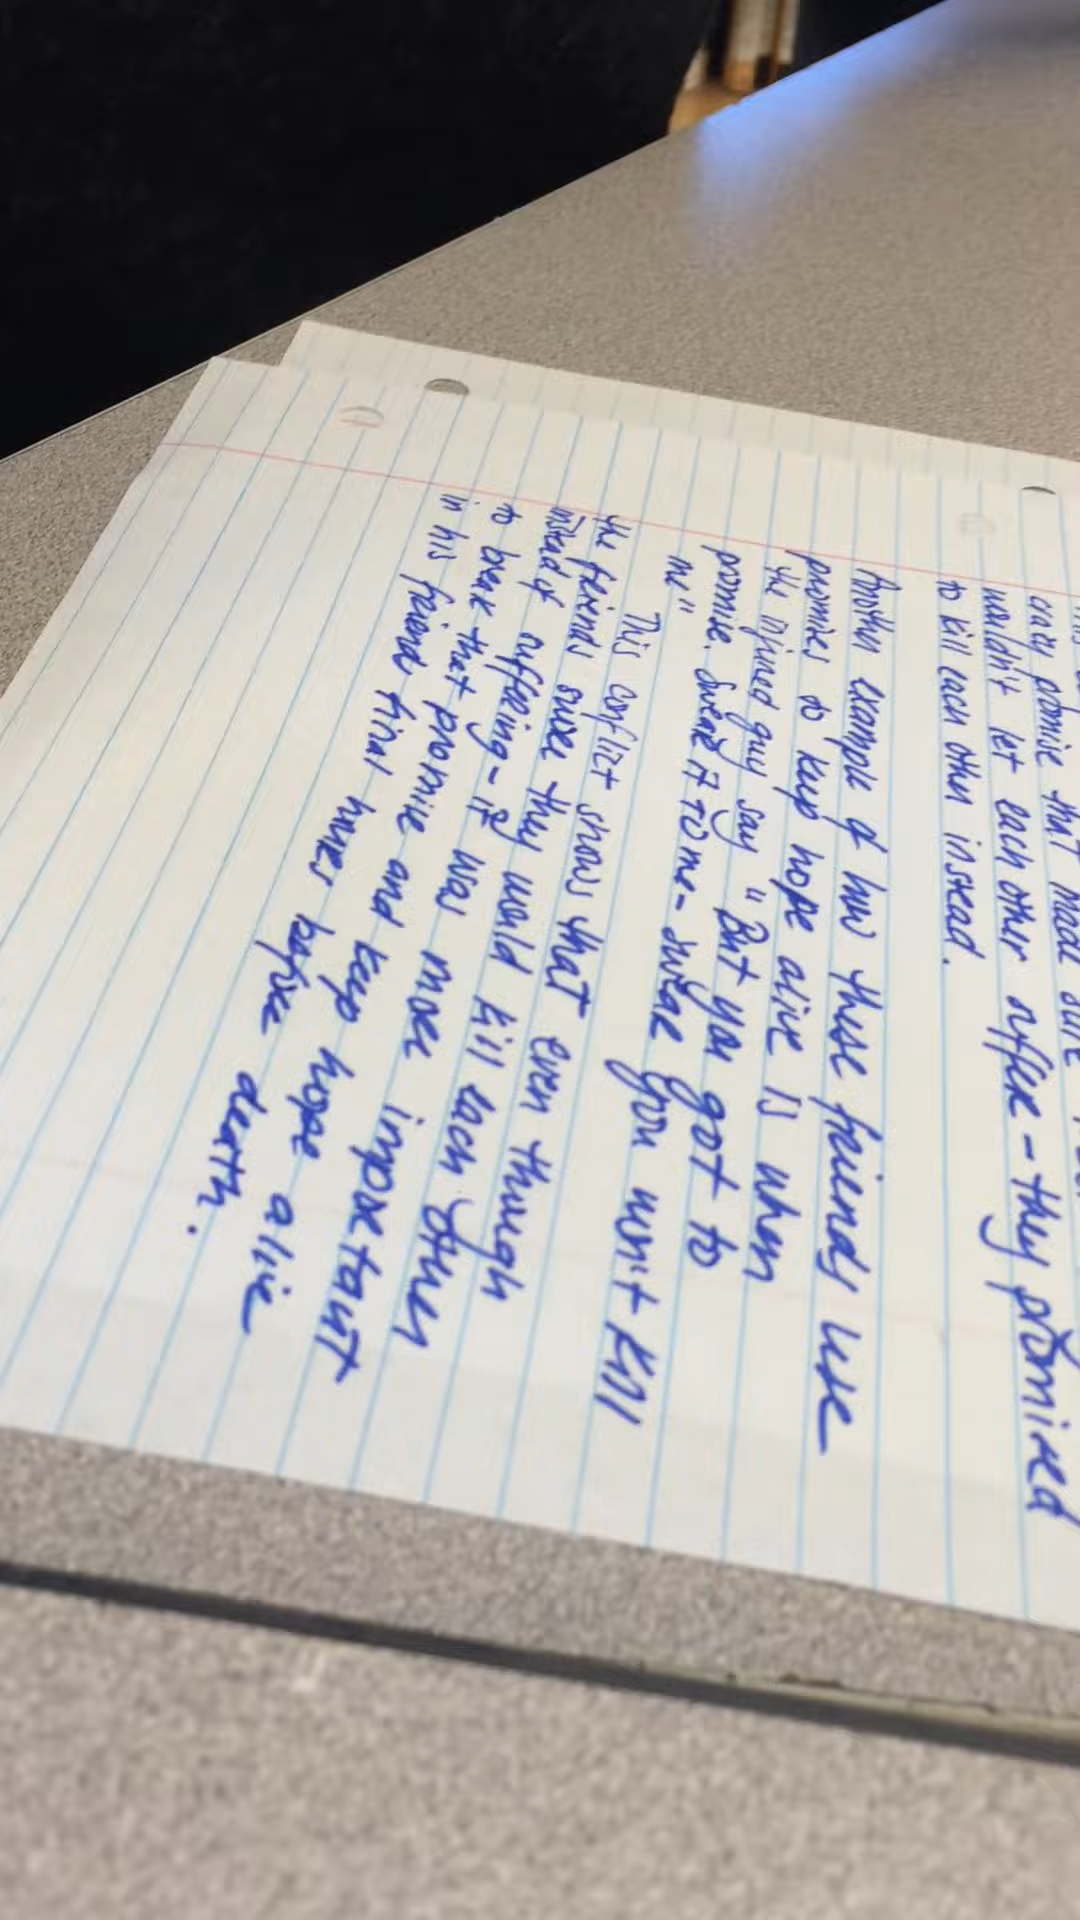 crazy promise that made sure
wouldn't let each other suffer - they promised
to kill each other instead.
Another example of how these friends use
promises to keep hope alive is when
the injured guy say "But you got to
promise. Swear it to me - swear you won't kill
me"
This conflict shows that even though
the friends swore they would kill each other
instead of suffering - it was more important
to break that promise and keep hope alive
in his friends final hours before death.